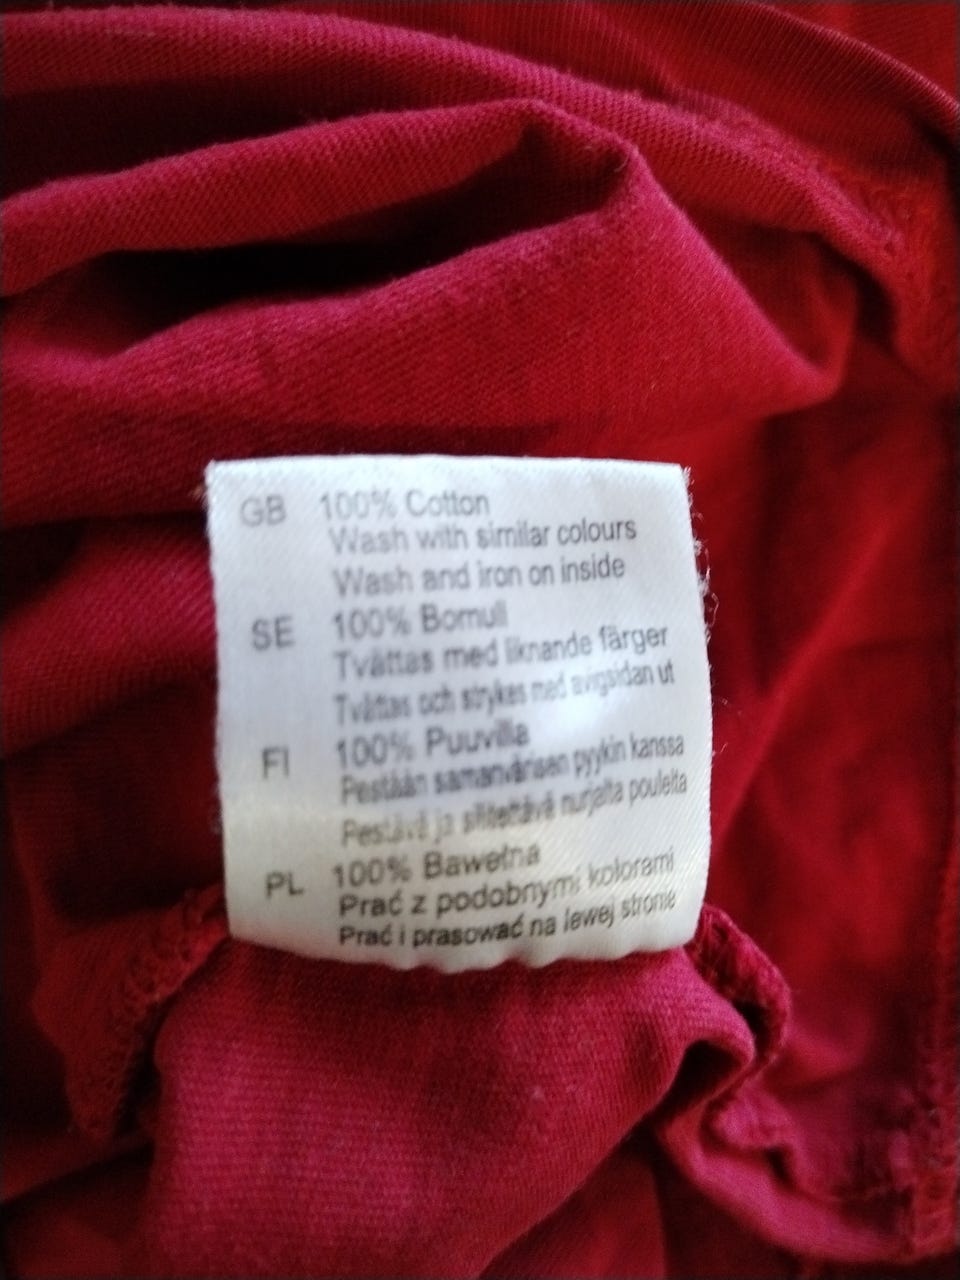 GB 100% Cotton
Wash with similar colours
Wash and iron on inside
SE 100% Bomull
Tvättas med liknande färger
Tvättas och strykes med avigsidan ut
FI 100% Puuvilla
Pestään samanvärisen pyykin kanssa
Pestävä ja silitettävä nurjalta poulelta
PL 100% Bawełna
Prać z podobnymi kolorami
Prać i prasować na lewej stronie